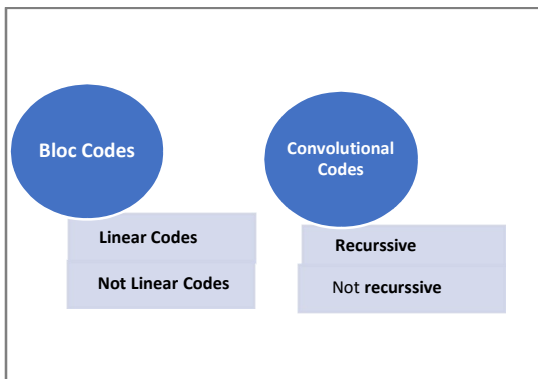 Bloc Codes
Linear Codes
Not Linear Codes
Convolutional
Codes
Recurssive
Not recurssive